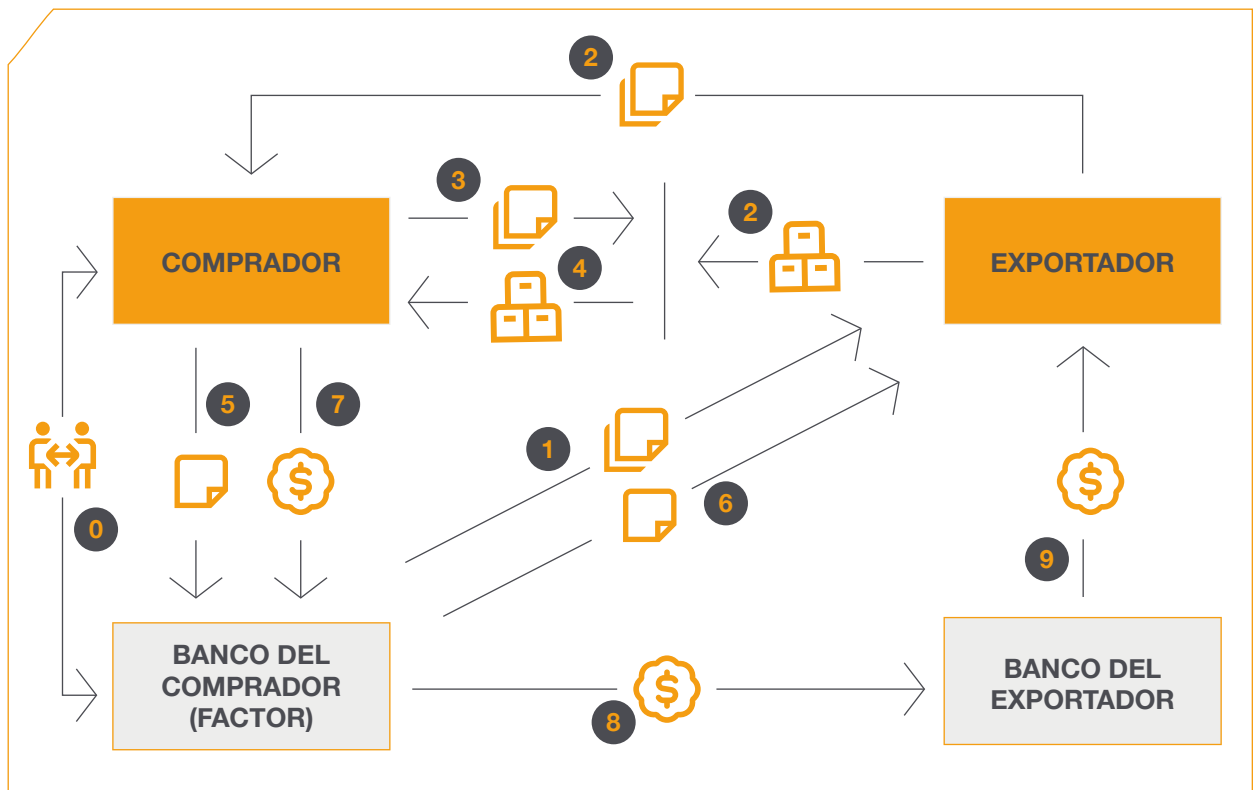 2
3
2
COMPRADOR
4
EXPORTADOR
5
7
1
$
$
6
0
9
BANCO DEL
COMPRADOR
(FACTOR)
$
8
BANCO DEL
EXPORTADOR